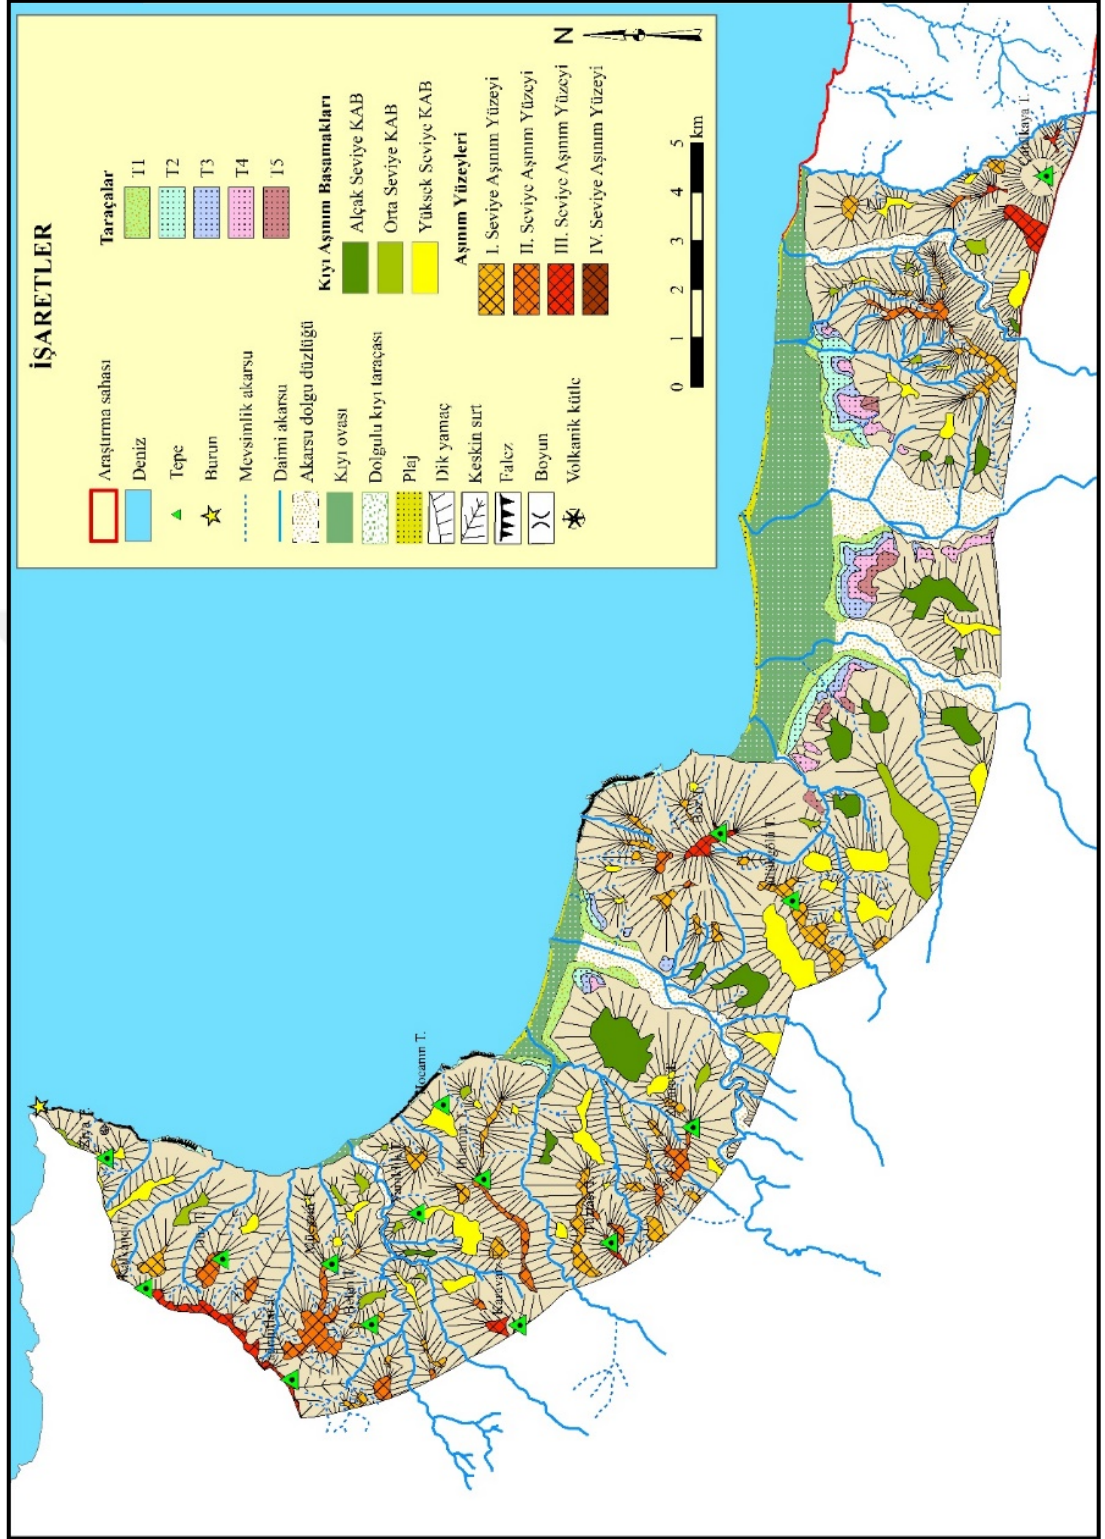 İŞARETLER
Araştırma sahası
Deniz
Tepe
Burun
Mevsimlik akarsu
Daimi akarsu
Akarsu dolgu düzlüğü
Kıyı ovası
Dolgulu kıyı taraçası
Plaj
Dik yamaç
Keskin sırt
Falez
Boyun
Volkanik kütle
Taraçalar
T1
T2
T3
T4
T5
Kıyı Aşınım Basamakları
Alçak Seviye KAB
Orta Seviye KAB
Yüksek Seviye KAB
Aşınım Yüzeyleri
I. Seviye Aşınım Yüzeyi
II. Seviye Aşınım Yüzeyi
III. Seviye Aşınım Yüzeyi
IV. Seviye Aşınım Yüzeyi
N
0 1 2 3 4 5
km
Ziya T.
Hocanın T.